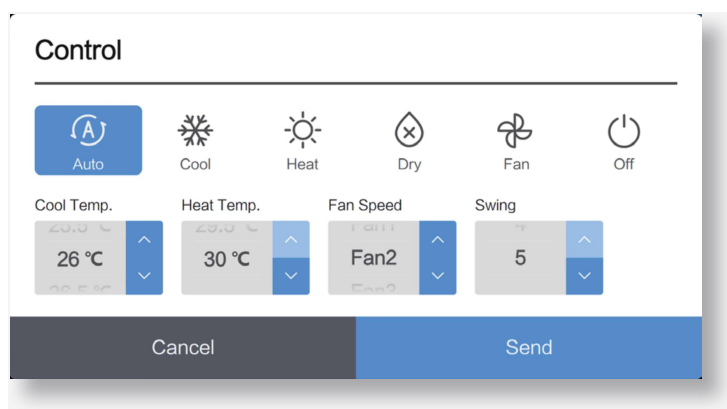 Control
A
Auto
Cool
Heat
Dry
Fan
Off
Cool Temp.
Heat Temp.
Fan Speed
Swing
26 ℃
30 ℃
Fan2
5
Cancel
Send